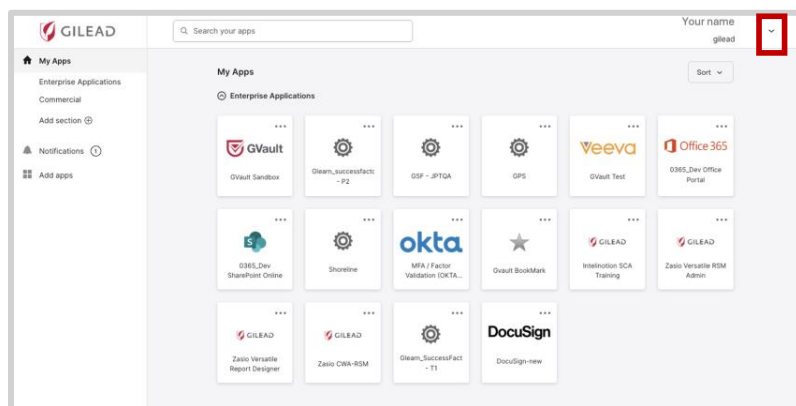 GILEAD
Search your apps
Your name
gilead
My Apps
Enterprise Applications
Commercial
Add section
Notifications 1
Add apps
My Apps
Sort
Enterprise Applications
GVault
GVault Sandbox
Gleam_successfactc
- P2
GSF - JPTQA
GPS
Veeva
GVault Test
Office 365
0365_Dev Office
Portal
S
0365_Dev
SharePoint Online
Shoreline
okta
MFA / Factor
Validation (OKTA...
Gvault BookMark
GILEAD
Intelinotion SCA
Training
GILEAD
Zasio Versatile RSM
Admin
GILEAD
Zasio Versatile
Report Designer
GILEAD
Zasio CWA-RSM
Gleam_SuccessFact
- T1
DocuSign
DocuSign-new